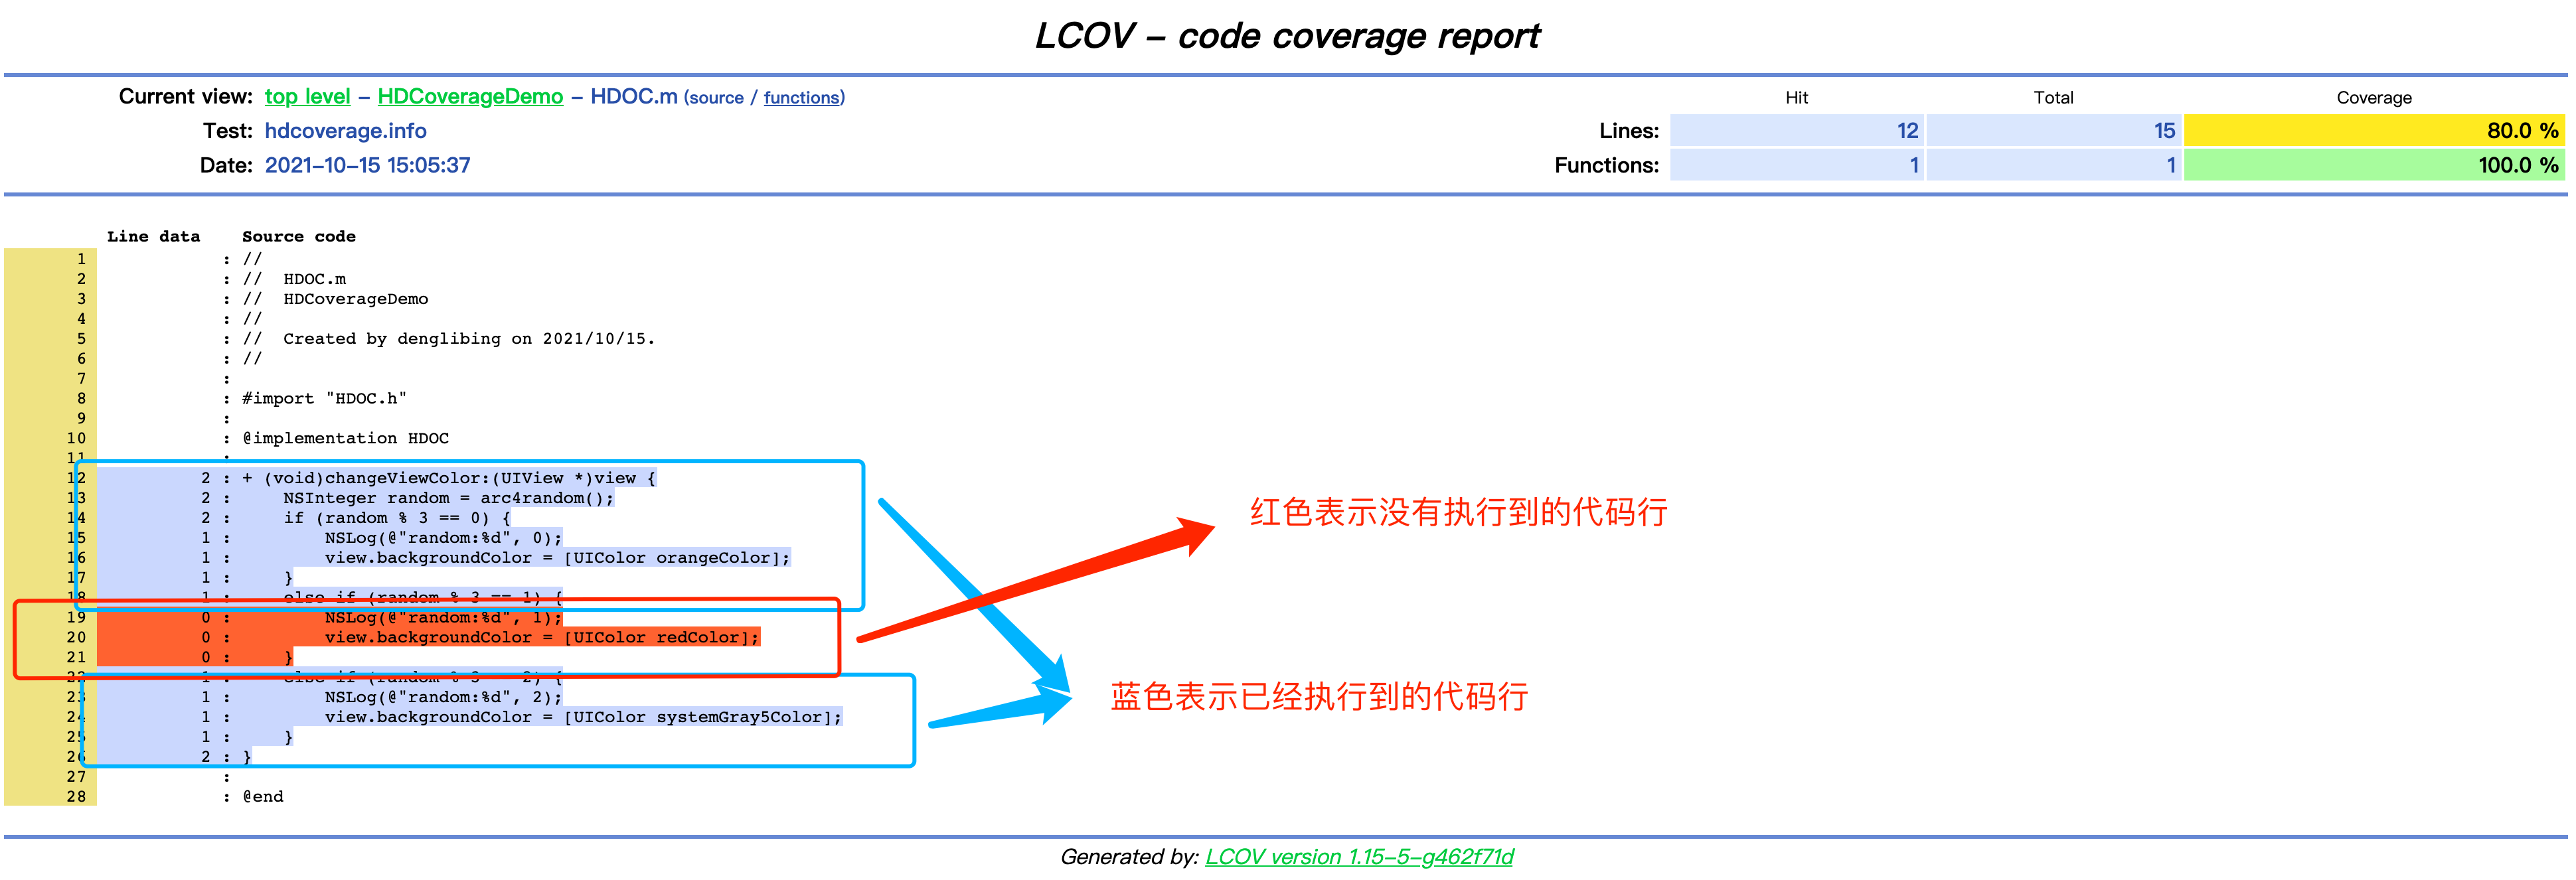 LCOV - code coverage report
Current view: top level - HDCoverageDemo - HDOC.m (source / functions)
Hit Total Coverage
Test: hdcoverage.info
Lines: 12 15 80.0 %
Date: 2021-10-15 15:05:37
Functions: 1 1 100.0 %
Line data Source code
1 : //
2 : //  HDOC.m
3 : //  HDCoverageDemo
4 : //
5 : //  Created by denglibing on 2021/10/15.
6 : //
7 :
8 : #import "HDOC.h"
9 :
10 : @implementation HDOC
11 :
12 2 : + (void)changeViewColor:(UIView *)view {
13 2 :     NSInteger random = arc4random();
14 2 :     if (random % 3 == 0) {
15 1 :         NSLog(@"random:%d", 0);
16 1 :         view.backgroundColor = [UIColor orangeColor];
17 1 :     }
18 1 :     else if (random % 3 == 1) {
19 0 :         NSLog(@"random:%d", 1);
20 0 :         view.backgroundColor = [UIColor redColor];
21 0 :     }
22 1 :     else if (random % 3 == 2) {
23 1 :         NSLog(@"random:%d", 2);
24 1 :         view.backgroundColor = [UIColor systemGray5Color];
25 1 :     }
26 2 : }
27 :
28 : @end
红色表示没有执行到的代码行
蓝色表示已经执行到的代码行
Generated by: LCOV version 1.15-5-g462f71d